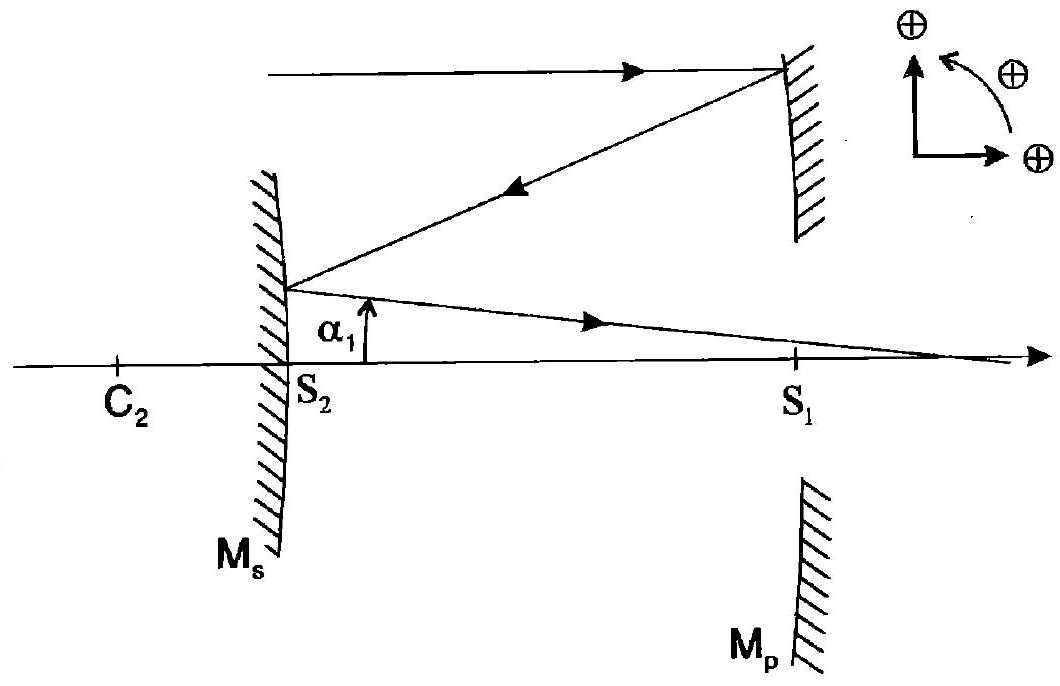 ⊕
⊕
⊕
α₁
C₂
S₂
S₁
Mₛ
Mₚ